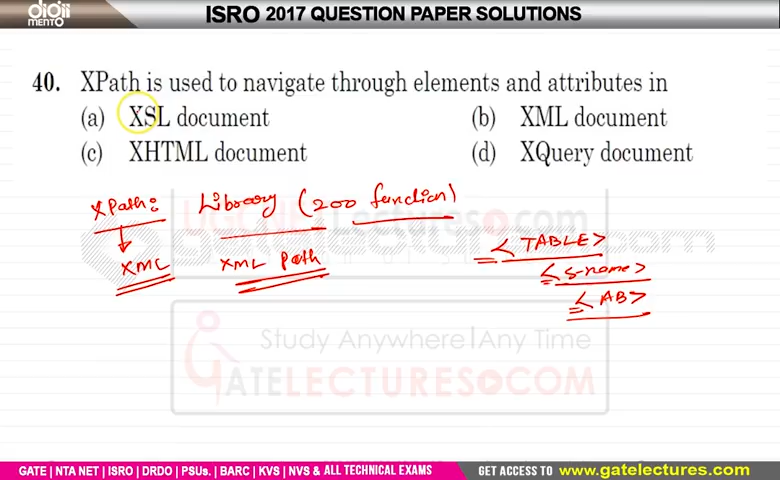 digii
MENTO
ISRO 2017 QUESTION PAPER SOLUTIONS
40. XPath is used to navigate through elements and attributes in
(a) XSL document (b) XML document
(c) XHTML document (d) XQuery document
XPath: Library (200 function)
XML XML Path
< TABLE >
< s-name >
< AB >
Study Anywhere|Any Time
GATELECTURES.COM
GATE | NTA NET | ISRO | DRDO | PSUs. | BARC | KVS | NVS & ALL TECHNICAL EXAMS GET ACCESS TO www.gatelectures.com